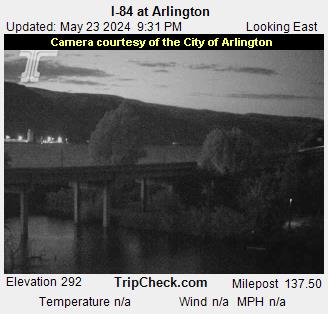 I-84 at Arlington
Updated: May 23 2024 9:31 PM Looking East
Camera courtesy of the City of Arlington
Elevation 292 TripCheck.com Milepost 137.50
Temperature n/a Wind n/a MPH n/a